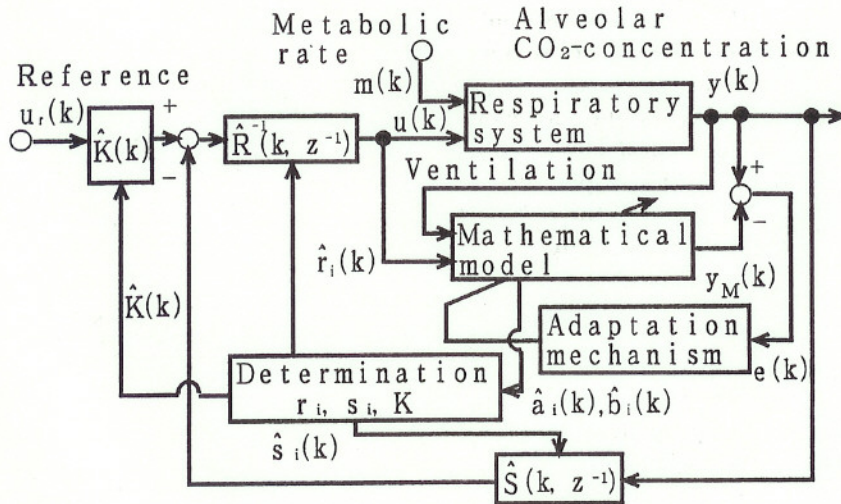 Metabolic
rate
Alveolar
CO₂-concentration
Reference
u_r(k)
m(k)
y(k)
+
K̂(k)
−
R̂⁻¹(k, z⁻¹)
u(k)
Respiratory
system
Ventilation
+
−
Mathematical
model
r̂ᵢ(k)
y_M(k)
K̂(k)
Adaptation
mechanism
e(k)
Determination
rᵢ, sᵢ, K
âᵢ(k), b̂ᵢ(k)
ŝᵢ(k)
Ŝ(k, z⁻¹)